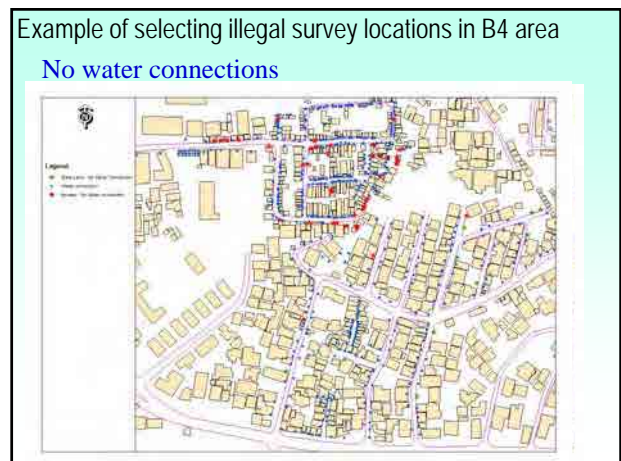 Example of selecting illegal survey locations in B4 area
No water connections
Legend